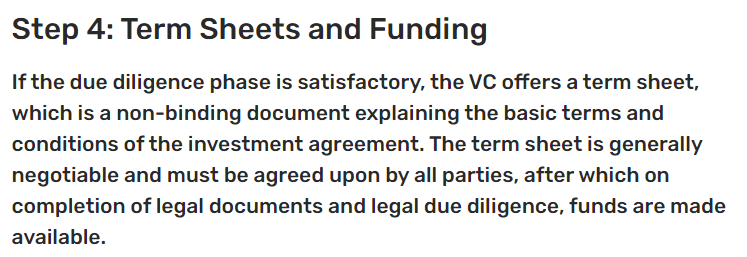 Step 4: Term Sheets and Funding
If the due diligence phase is satisfactory, the VC offers a term sheet,
which is a non-binding document explaining the basic terms and
conditions of the investment agreement. The term sheet is generally
negotiable and must be agreed upon by all parties, after which on
completion of legal documents and legal due diligence, funds are made
available.